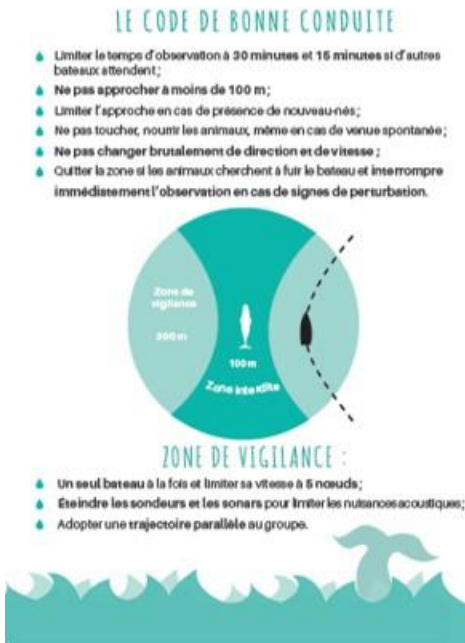 LE CODE DE BONNE CONDUITE
Limiter le temps d'observation à 30 minutes et 15 minutes si d'autres
bateaux attendent ;
Ne pas approcher à moins de 100 m ;
Limiter l'approche en cas de présence de nouveau-nés ;
Ne pas toucher, nourrir les animaux, même en cas de venue spontanée ;
Ne pas changer brutalement de direction et de vitesse ;
Quitter la zone si les animaux cherchent à fuir le bateau et interrompre
immédiatement l'observation en cas de signes de perturbation.
Zone de
vigilance
300 m
100 m
Zone interdite
ZONE DE VIGILANCE :
Un seul bateau à la fois et limiter sa vitesse à 5 nœuds ;
Éteindre les sondeurs et les sonars pour limiter les nuisances acoustiques ;
Adopter une trajectoire parallèle au groupe.